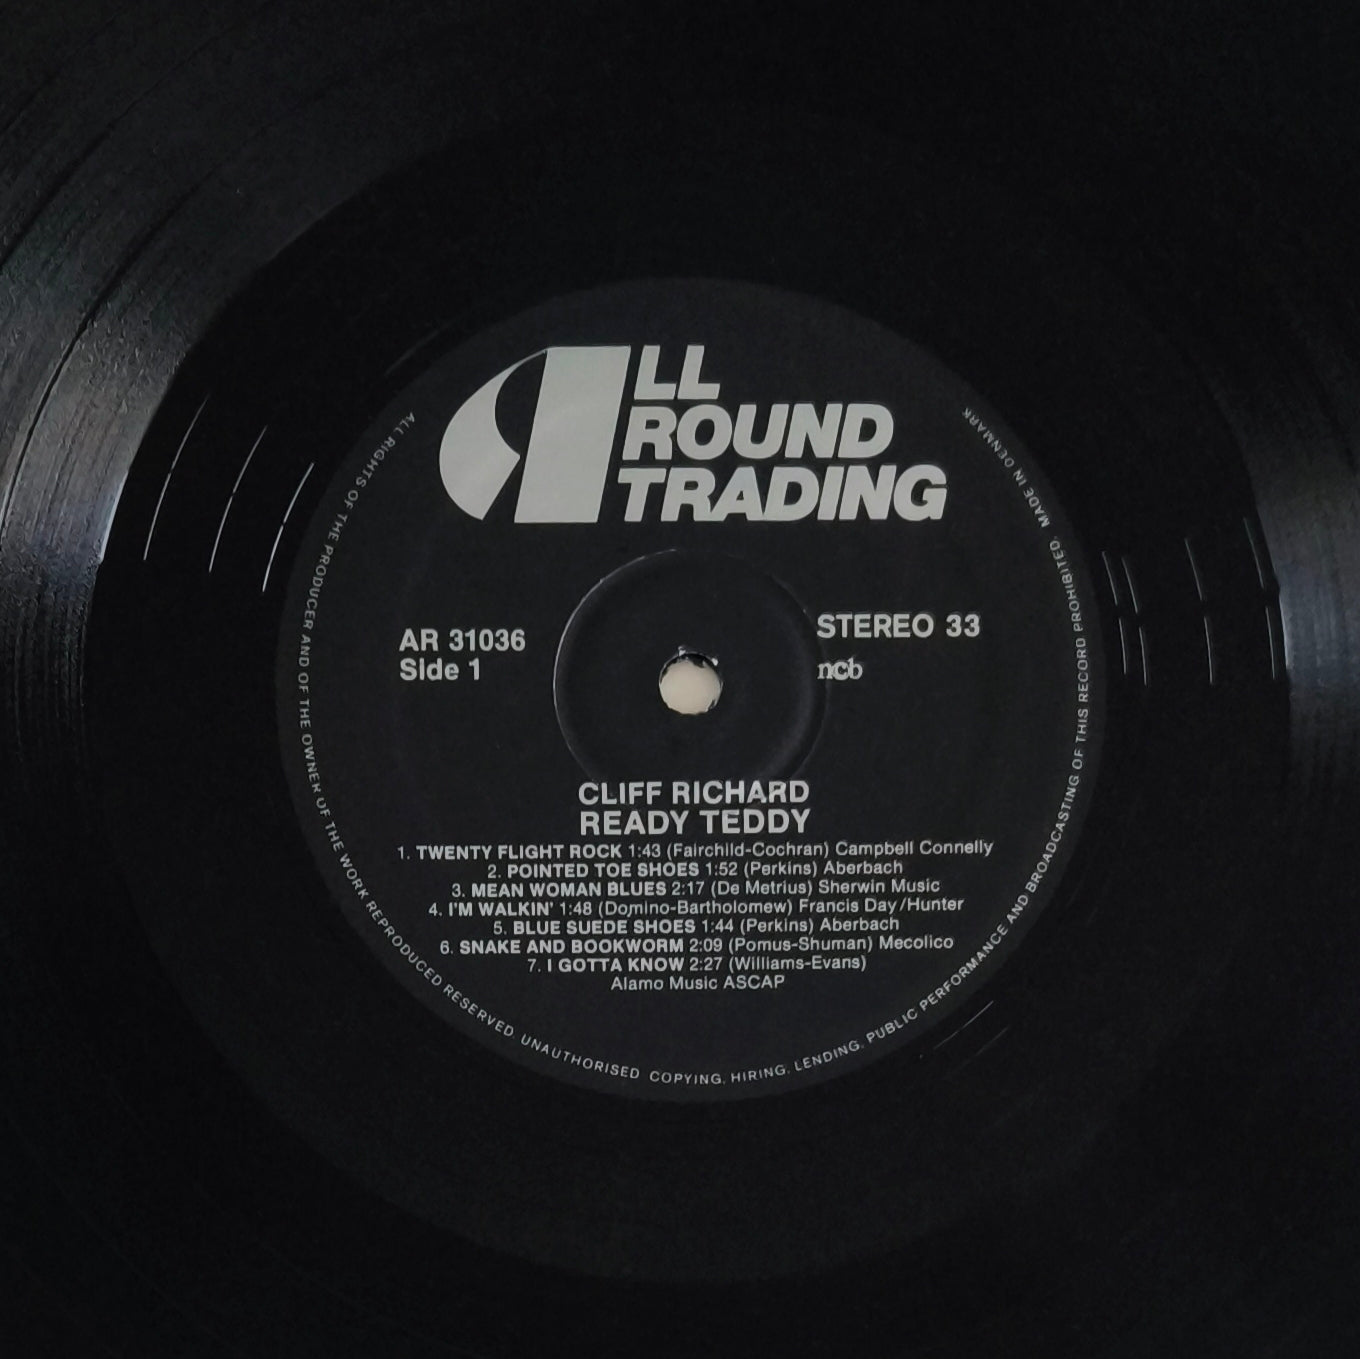 ALL
ROUND
TRADING
AR 31036
Side 1
STEREO 33
ncb
CLIFF RICHARD
READY TEDDY
1. TWENTY FLIGHT ROCK 1:43 (Fairchild-Cochran) Campbell Connelly
2. POINTED TOE SHOES 1:52 (Perkins) Aberbach
3. MEAN WOMAN BLUES 2:17 (De Metrius) Sherwin Music
4. I'M WALKIN' 1:48 (Domino-Bartholomew) Francis Day/Hunter
5. BLUE SUEDE SHOES 1:44 (Perkins) Aberbach
6. SNAKE AND BOOKWORM 2:09 (Pomus-Shuman) Mecolico
7. I GOTTA KNOW 2:27 (Williams-Evans)
Alamo Music ASCAP
ALL RIGHTS OF THE PRODUCER AND OF THE OWNER OF THE WORK REPRODUCED RESERVED. UNAUTHORISED COPYING, HIRING, LENDING, PUBLIC PERFORMANCE AND BROADCASTING OF THIS RECORD PROHIBITED. MADE IN DENMARK